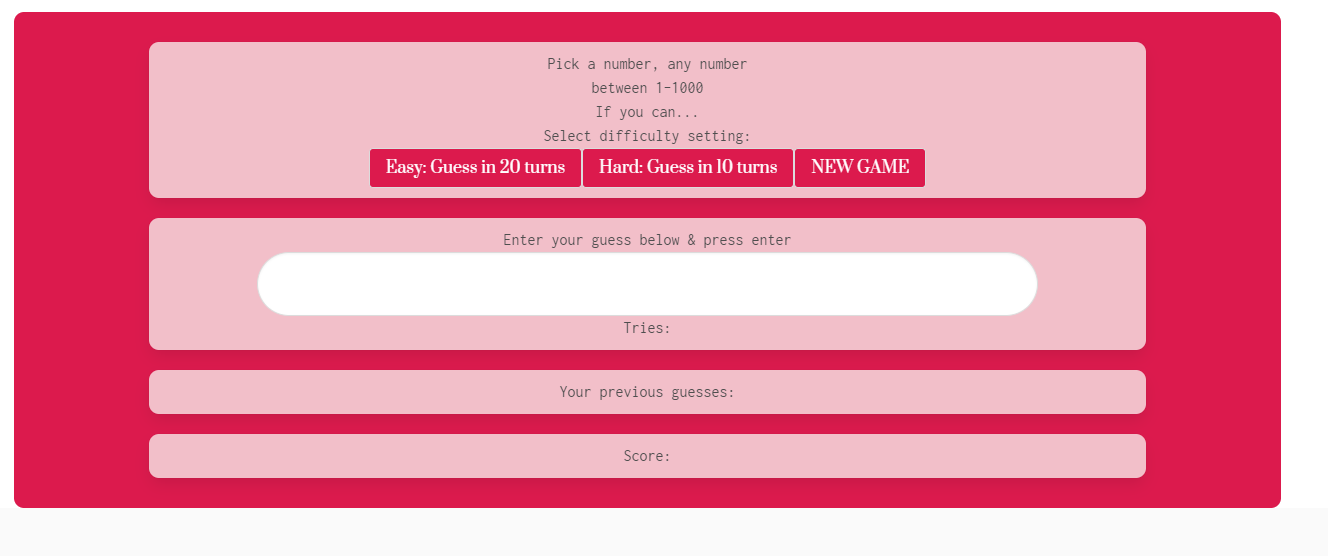 Pick a number, any number
between 1-1000
If you can...
Select difficulty setting:
Easy: Guess in 20 turns Hard: Guess in 10 turns NEW GAME
Enter your guess below & press enter
Tries:
Your previous guesses:
Score: